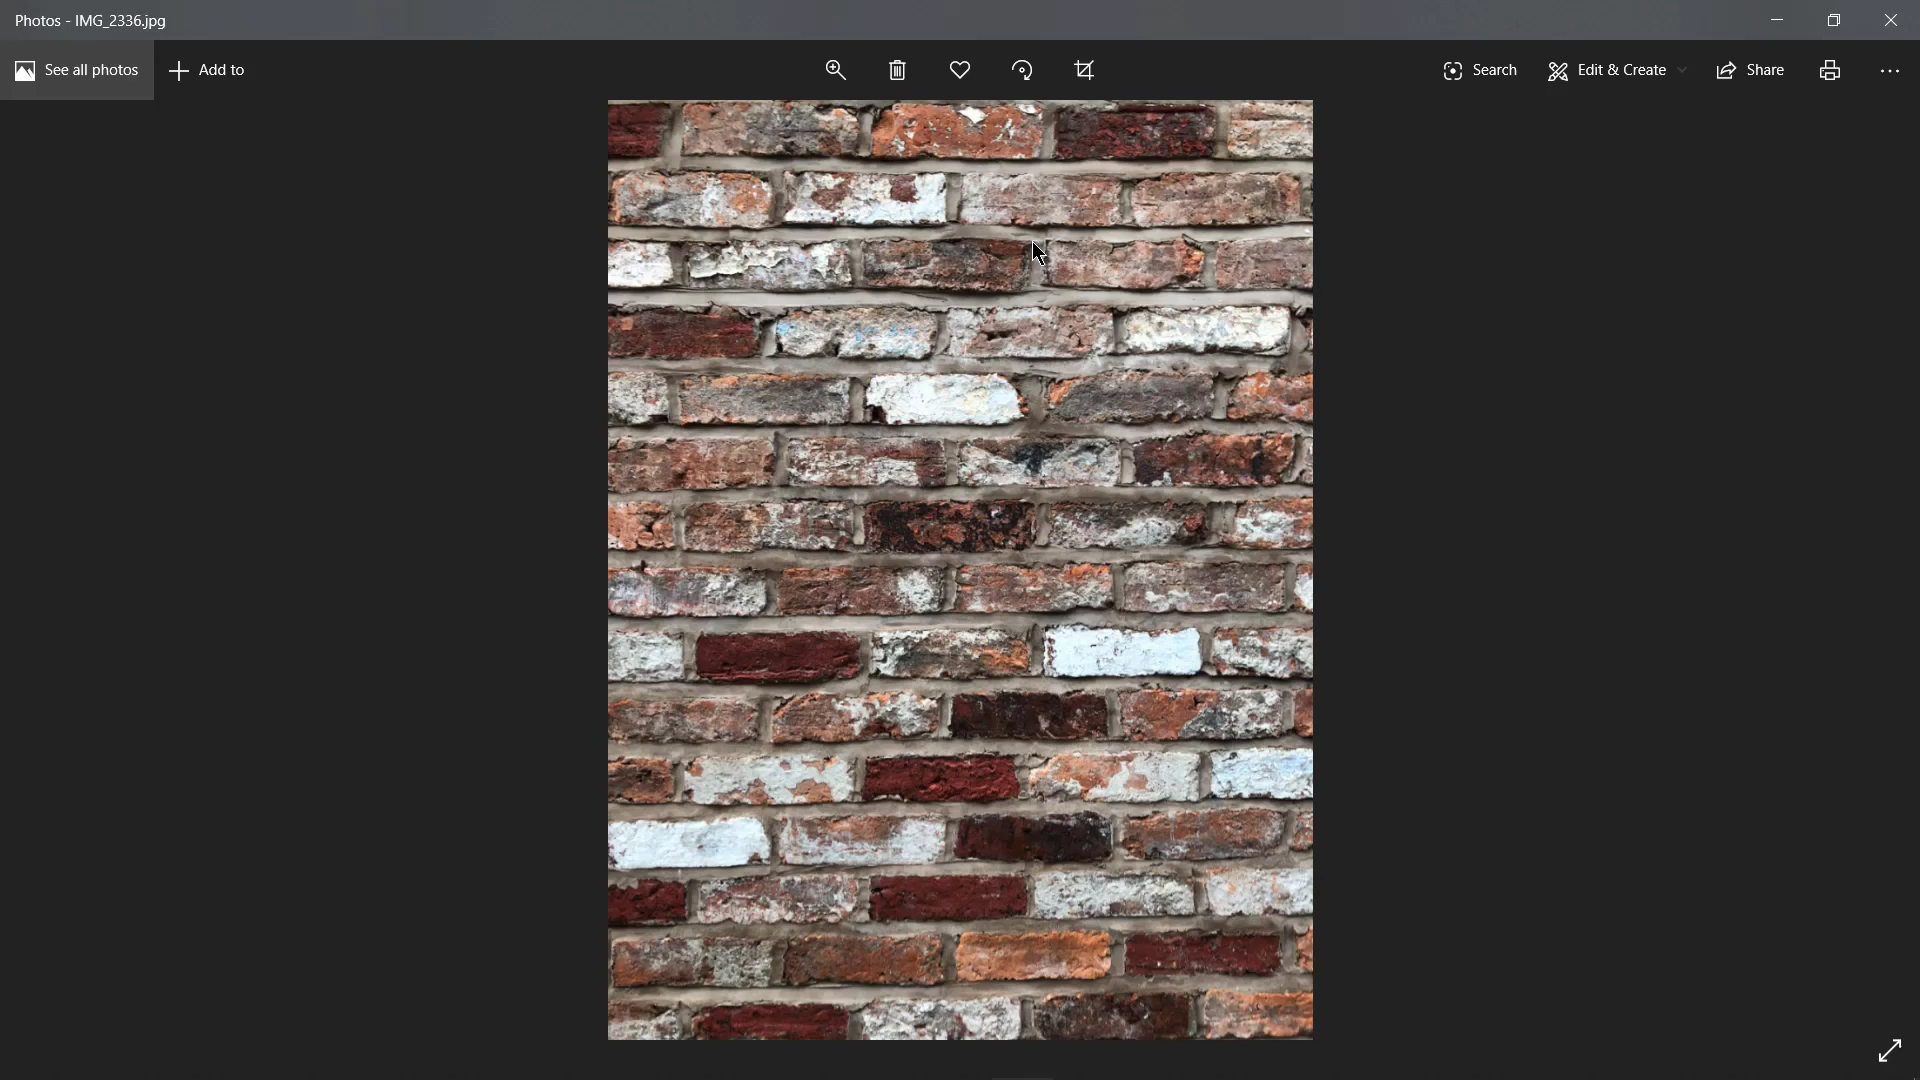 Photos - IMG_2336.jpg
See all photos
Add to
Search
Edit & Create
Share